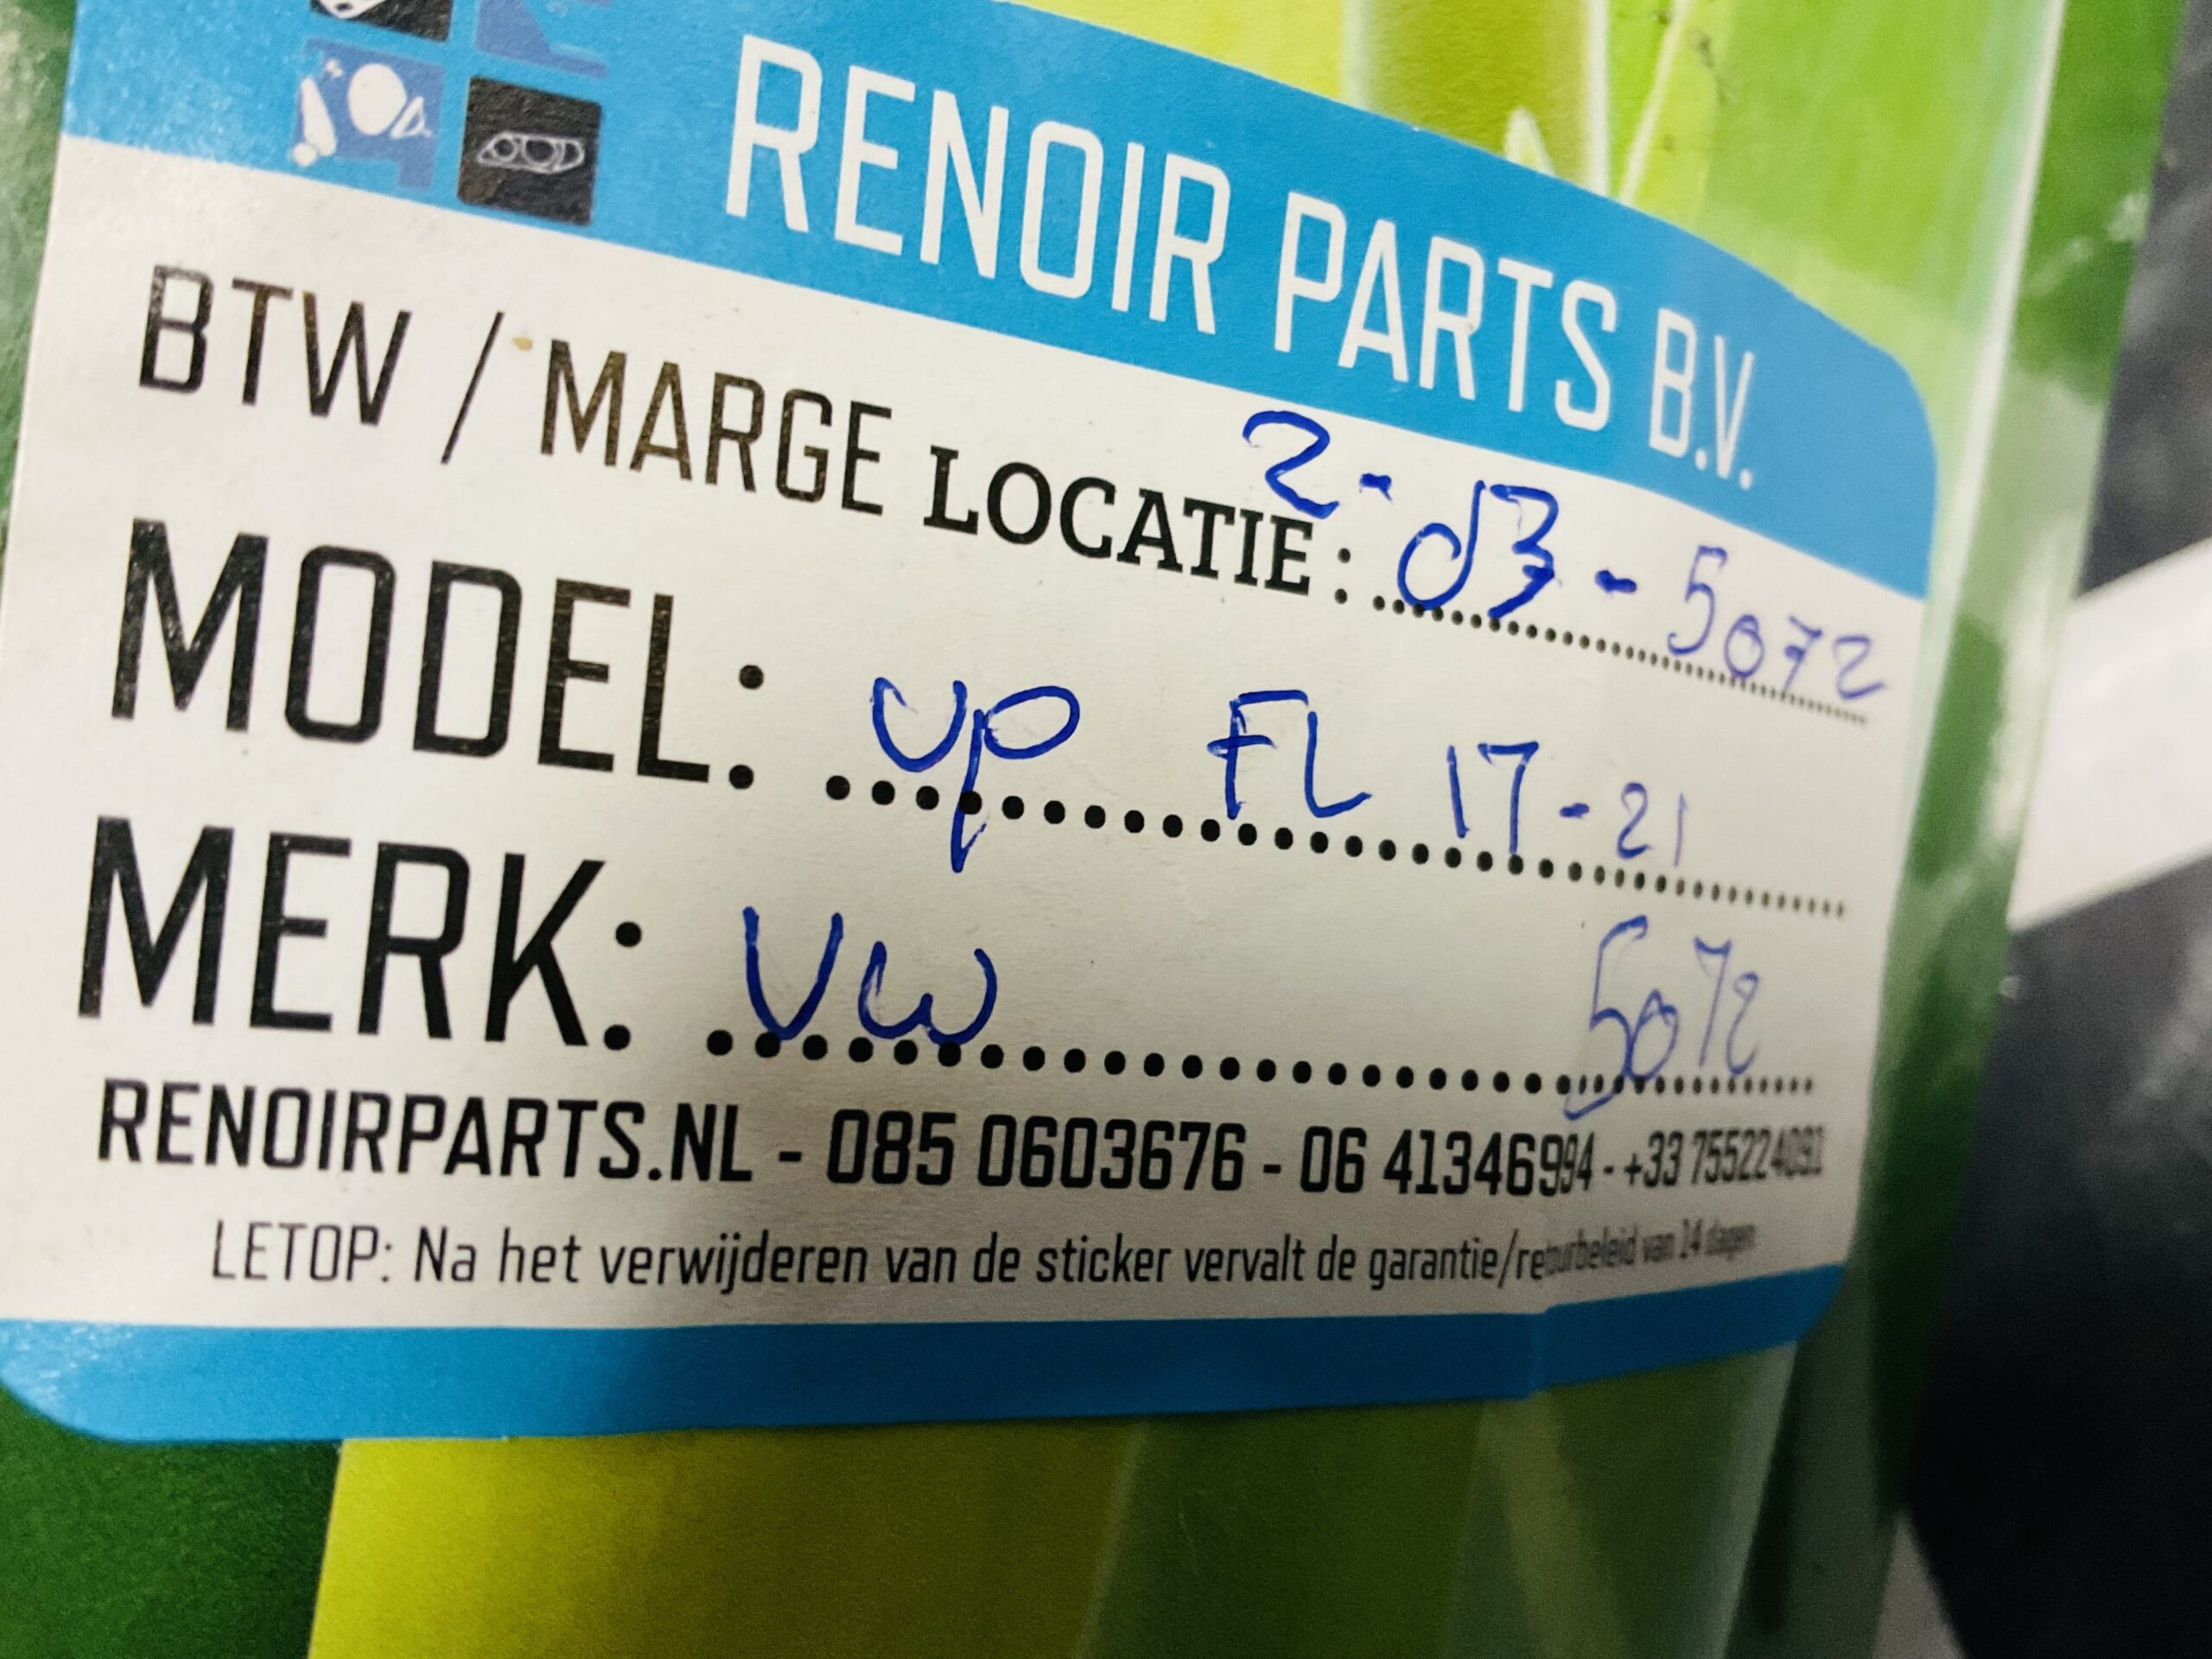 RENOIR PARTS B.V.
BTW / MARGE LOCATIE: 2-d3-5072
MODEL: up FL 17-21
MERK: VW 5072
RENOIRPARTS.NL - 085 0603676 - 06 41346994 - +33 755224091
LETOP: Na het verwijderen van de sticker vervalt de garantie/retourbeleid van 14 dagen